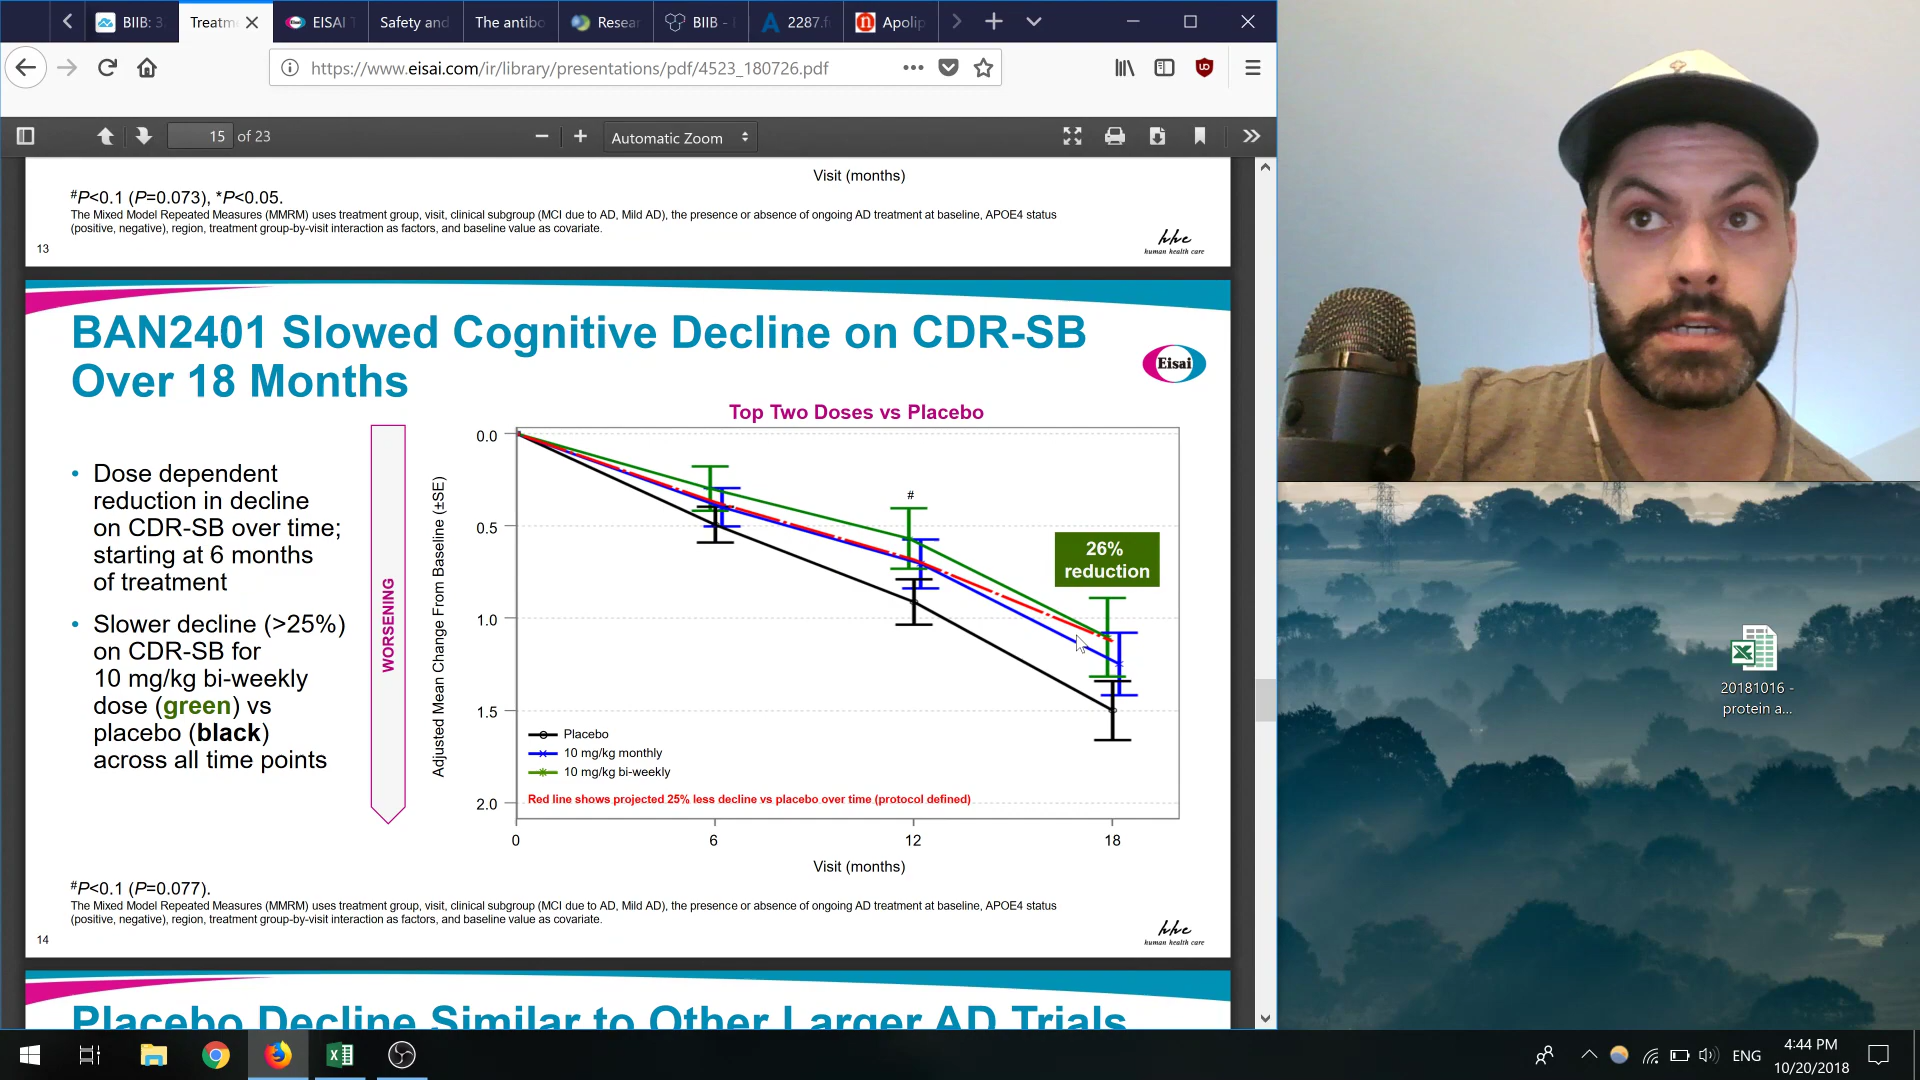 BIIB: 3.
Treatm
EISAI T
Safety and
The antibo
Resear
BIIB -
2287.f
Apolip
https://www.eisai.com/ir/library/presentations/pdf/4523_180726.pdf
15 of 23
Automatic Zoom
Visit (months)
#P<0.1 (P=0.073), *P<0.05.
The Mixed Model Repeated Measures (MMRM) uses treatment group, visit, clinical subgroup (MCI due to AD, Mild AD), the presence or absence of ongoing AD treatment at baseline, APOE4 status
(positive, negative), region, treatment group-by-visit interaction as factors, and baseline value as covariate.
13
hhc
human health care
BAN2401 Slowed Cognitive Decline on CDR-SB
Over 18 Months
Eisai
Top Two Doses vs Placebo
• Dose dependent
reduction in decline
on CDR-SB over time;
starting at 6 months
of treatment
• Slower decline (>25%)
on CDR-SB for
10 mg/kg bi-weekly
dose (green) vs
placebo (black)
across all time points
WORSENING
Adjusted Mean Change From Baseline (±SE)
0.0
0.5
1.0
1.5
2.0
#
26%
reduction
Placebo
10 mg/kg monthly
10 mg/kg bi-weekly
Red line shows projected 25% less decline vs placebo over time (protocol defined)
0 6 12 18
Visit (months)
#P<0.1 (P=0.077).
The Mixed Model Repeated Measures (MMRM) uses treatment group, visit, clinical subgroup (MCI due to AD, Mild AD), the presence or absence of ongoing AD treatment at baseline, APOE4 status
(positive, negative), region, treatment group-by-visit interaction as factors, and baseline value as covariate.
14
hhc
human health care
Placebo Decline Similar to Other Larger AD Trials
20181016 -
protein a...
ENG
4:44 PM
10/20/2018